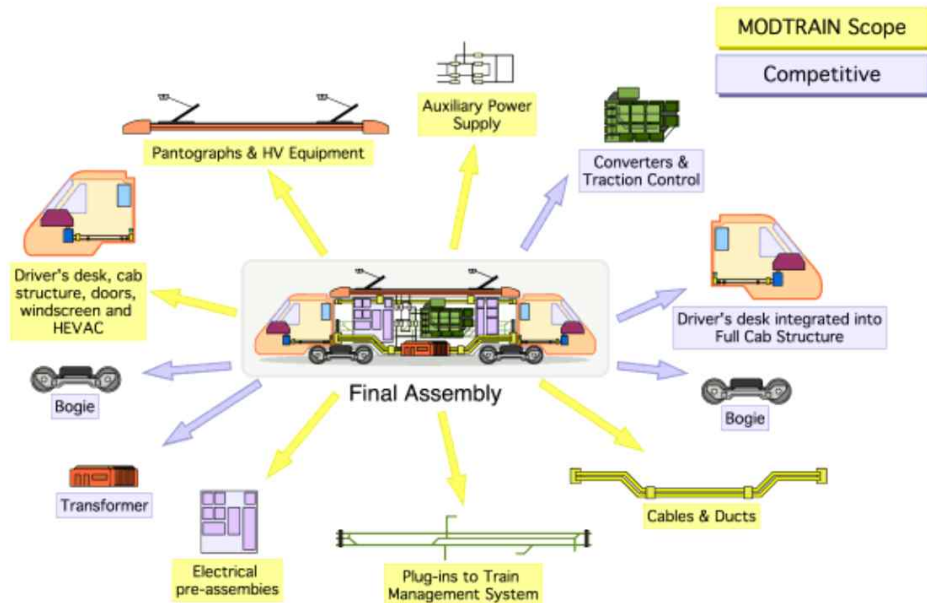 MODTRAIN Scope
Competitive
Auxiliary Power
Supply
Pantographs & HV Equipment
Converters &
Traction Control
Driver's desk, cab
structure, doors,
windscreen and
HEVAC
Driver's desk integrated into
Full Cab Structure
Final Assembly
Bogie
Bogie
Transformer
Cables & Ducts
Electrical
pre-assembies
Plug-ins to Train
Management System